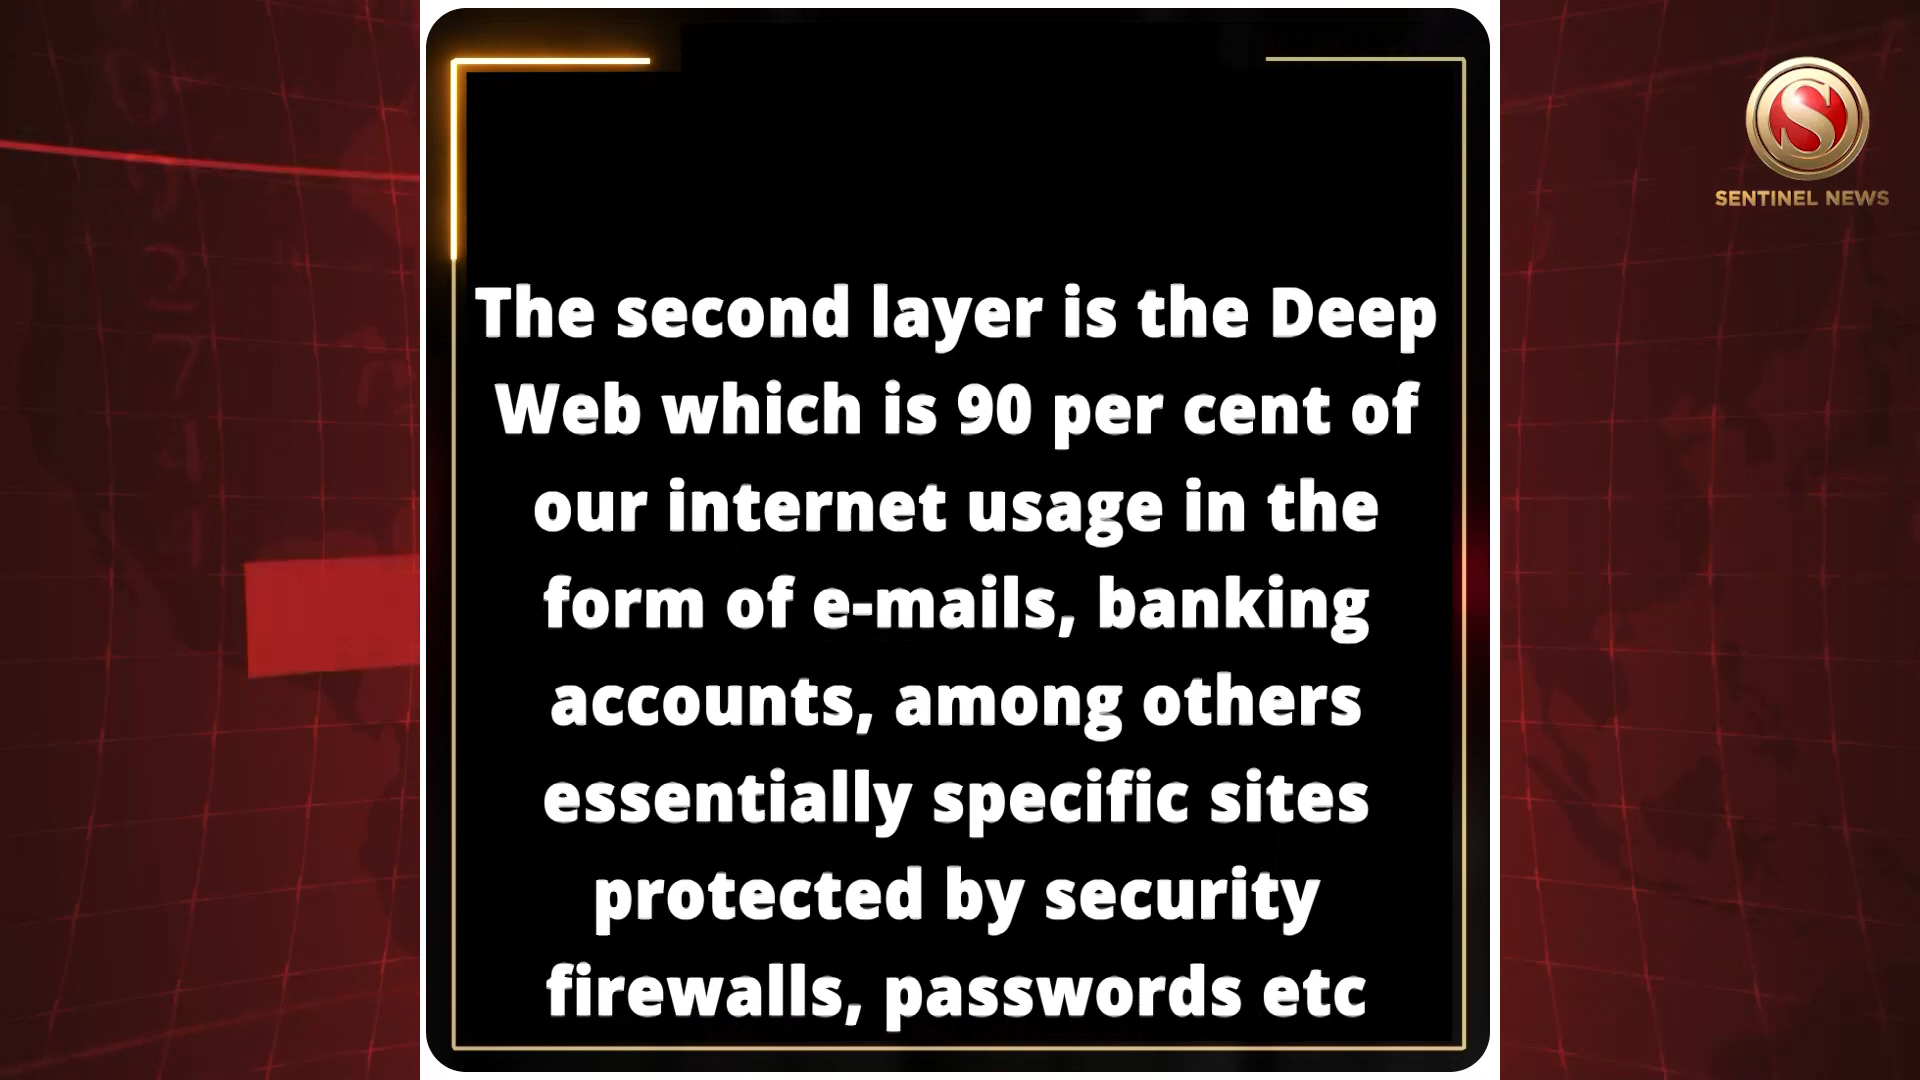 SENTINEL NEWS
The second layer is the Deep
Web which is 90 per cent of
our internet usage in the
form of e-mails, banking
accounts, among others
essentially specific sites
protected by security
firewalls, passwords etc